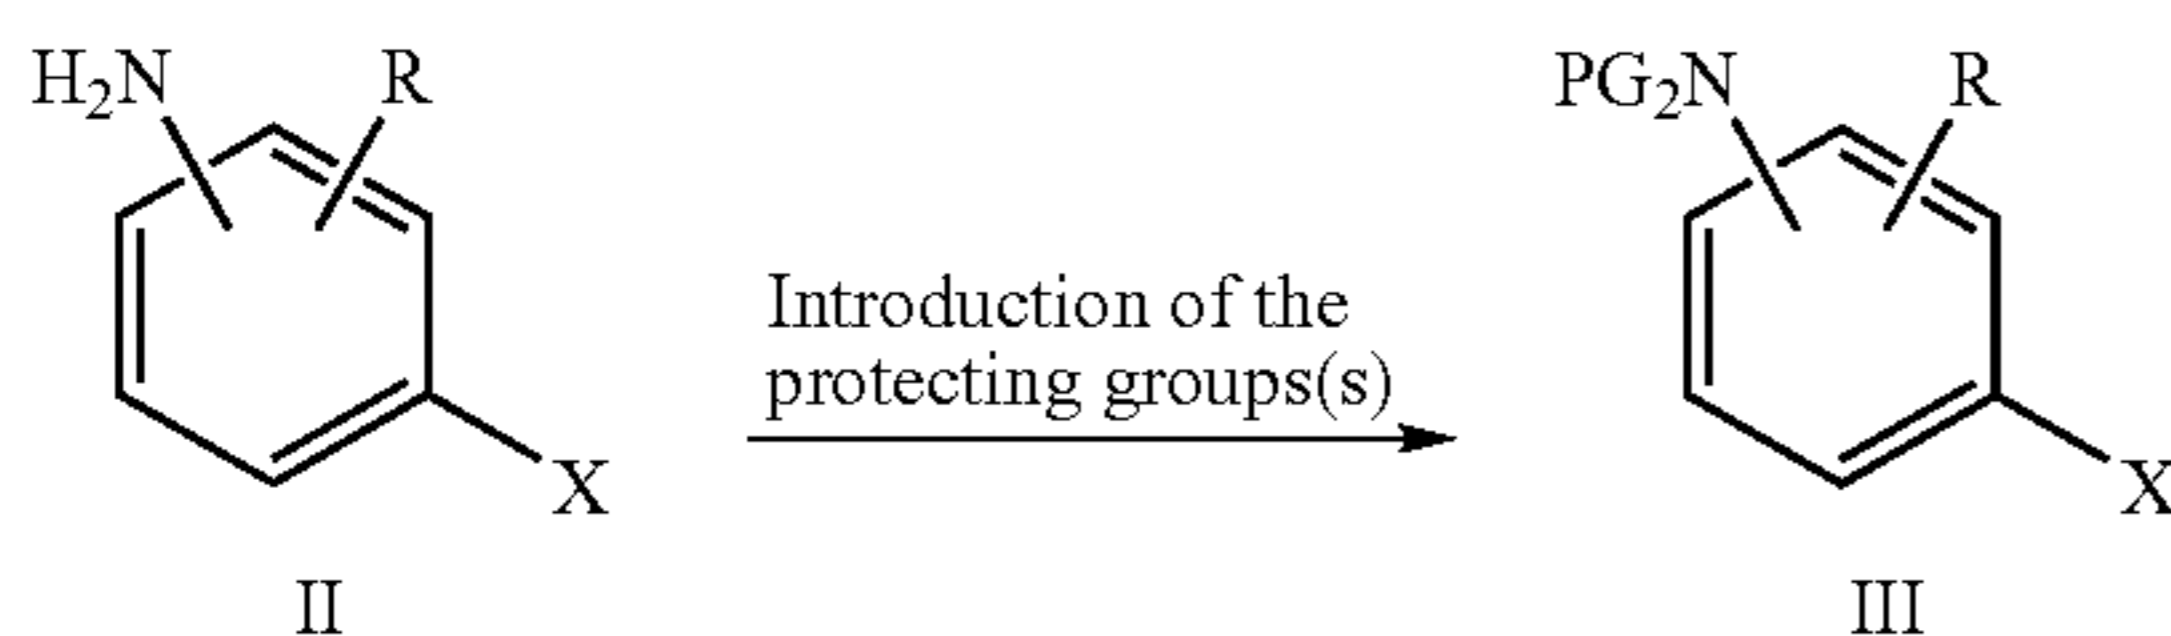 H₂N R
X
II
Introduction of the
protecting groups(s)
PG₂N R
X
III